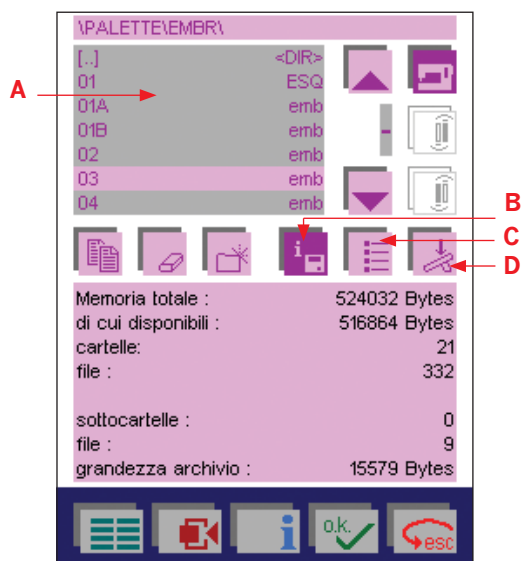 \PALETTE\EMBR\
[..] <DIR>
01 ESQ
A
01A emb
01B emb
02 emb
03 emb
04 emb
B
C
D
i
Memoria totale : 524032 Bytes
di cui disponibili : 516864 Bytes
cartelle: 21
file : 332
sottocartelle : 0
file : 9
grandezza archivio : 15579 Bytes
i
o.k.
esc